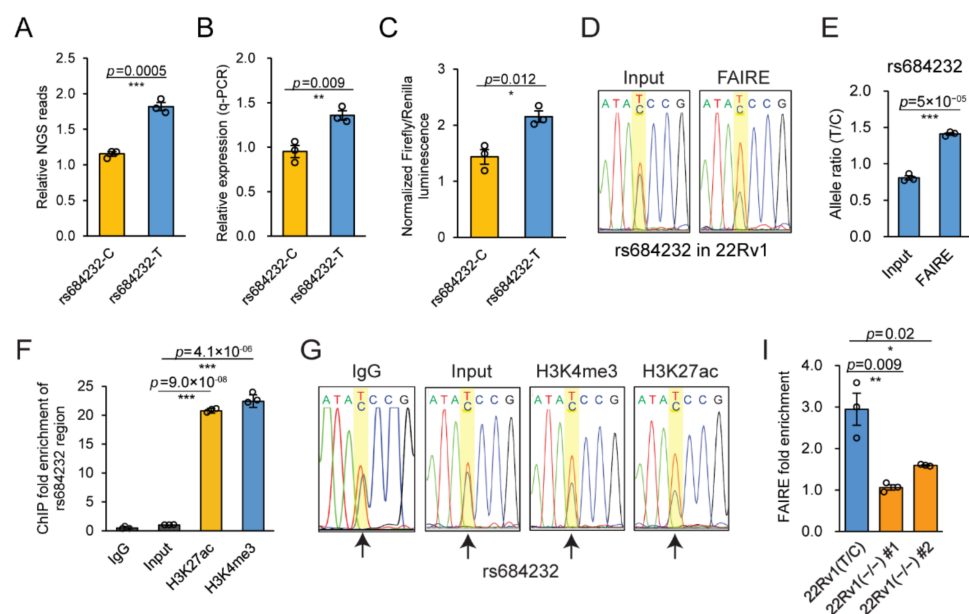 A
Relative NGS reads
2.5
2.0
1.5
1.0
0.5
0.0
p=0.0005
***
rs684232-C
rs684232-T
B
Relative expression (q-PCR)
2.0
1.5
1.0
0.5
0.0
p=0.009
**
rs684232-C
rs684232-T
C
Normalized Firefly/Renilla
luminescence
3
2
1
0
p=0.012
*
rs684232-C
rs684232-T
D
Input
FAIRE
A T A T C C G
C
A T A T C C G
C
rs684232 in 22Rv1
E
rs684232
p=5×10⁻⁰⁵
***
Allele ratio (T/C)
2.0
1.5
1.0
0.5
0.0
Input
FAIRE
F
ChIP fold enrichment of
rs684232 region
25
20
15
10
5
0
p=4.1×10⁻⁰⁶
***
p=9.0×10⁻⁰⁸
***
IgG
Input
H3K27ac
H3K4me3
G
IgG
Input
H3K4me3
H3K27ac
A T A T C C G
C
A T A T C C G
C
A T A T C C G
C
A T A T C C G
C
rs684232
I
p=0.02
*
p=0.009
**
FAIRE fold enrichment
4.0
3.0
2.0
1.0
0.0
22Rv1(T/C)
22Rv1(−/−) #1
22Rv1(−/−) #2